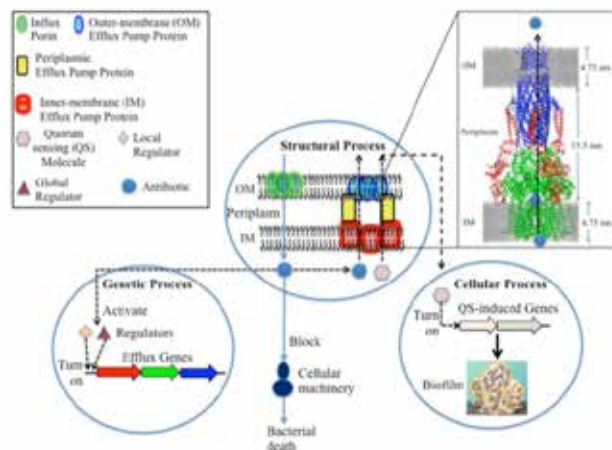 Influx
Porin
Outer-membrane (OM)
Efflux Pump Protein
Periplasmic
Efflux Pump Protein
Inner-membrane (IM)
Efflux Pump Protein
Quorum
sensing (QS)
Molecule
Local
Regulator
Global
Regulator
Antibiotic
Structural Process
OM
Periplasm
IM
OM
4.75 nm
Periplasm
IM
4.75 nm
Genetic Process
Activate
Regulators
Turn
on
Efflux Genes
Block
Cellular
machinery
Bacterial
death
Cellular Process
QS-induced Genes
Turn
on
Biofilm